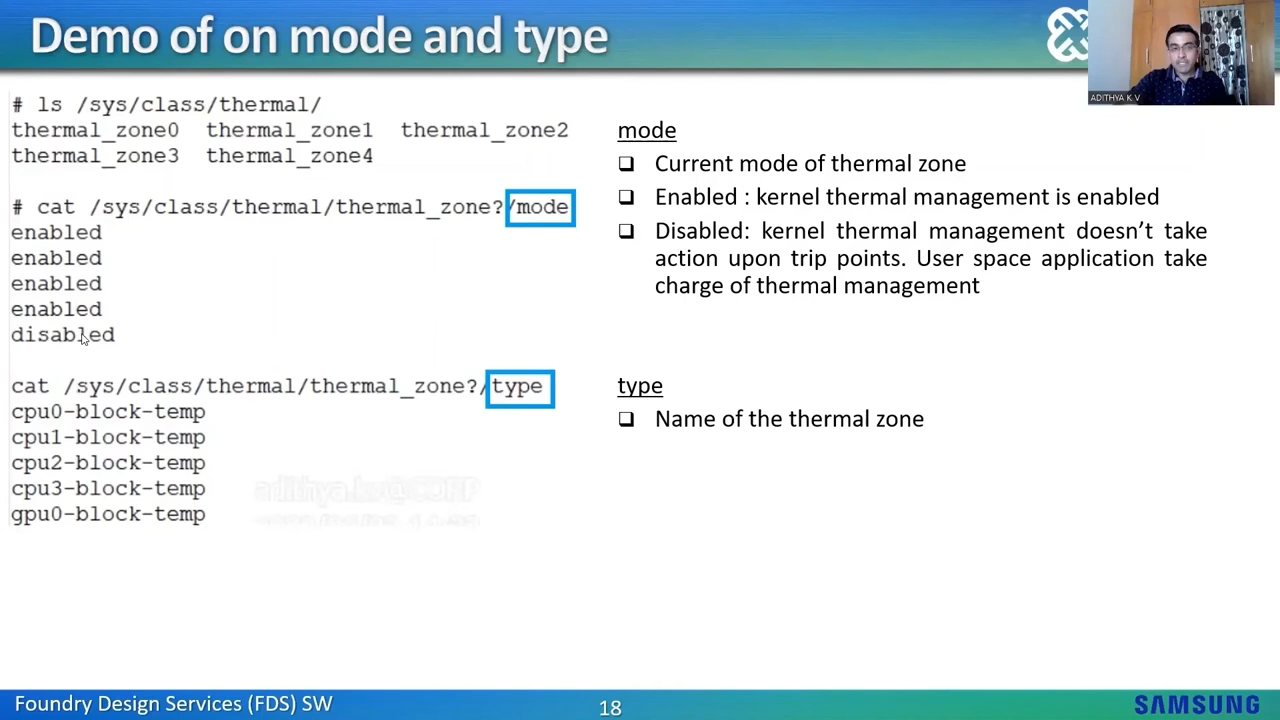 Demo of on mode and type
ADITHYA K V
# ls /sys/class/thermal/
thermal_zone0 thermal_zone1 thermal_zone2
thermal_zone3 thermal_zone4
# cat /sys/class/thermal/thermal_zone?/mode
enabled
enabled
enabled
enabled
disabled
cat /sys/class/thermal/thermal_zone?/type
cpu0-block-temp
cpu1-block-temp
cpu2-block-temp
cpu3-block-temp
gpu0-block-temp
mode
❑ Current mode of thermal zone
❑ Enabled : kernel thermal management is enabled
❑ Disabled: kernel thermal management doesn’t take
action upon trip points. User space application take
charge of thermal management
type
❑ Name of the thermal zone
Foundry Design Services (FDS) SW
18
SAMSUNG